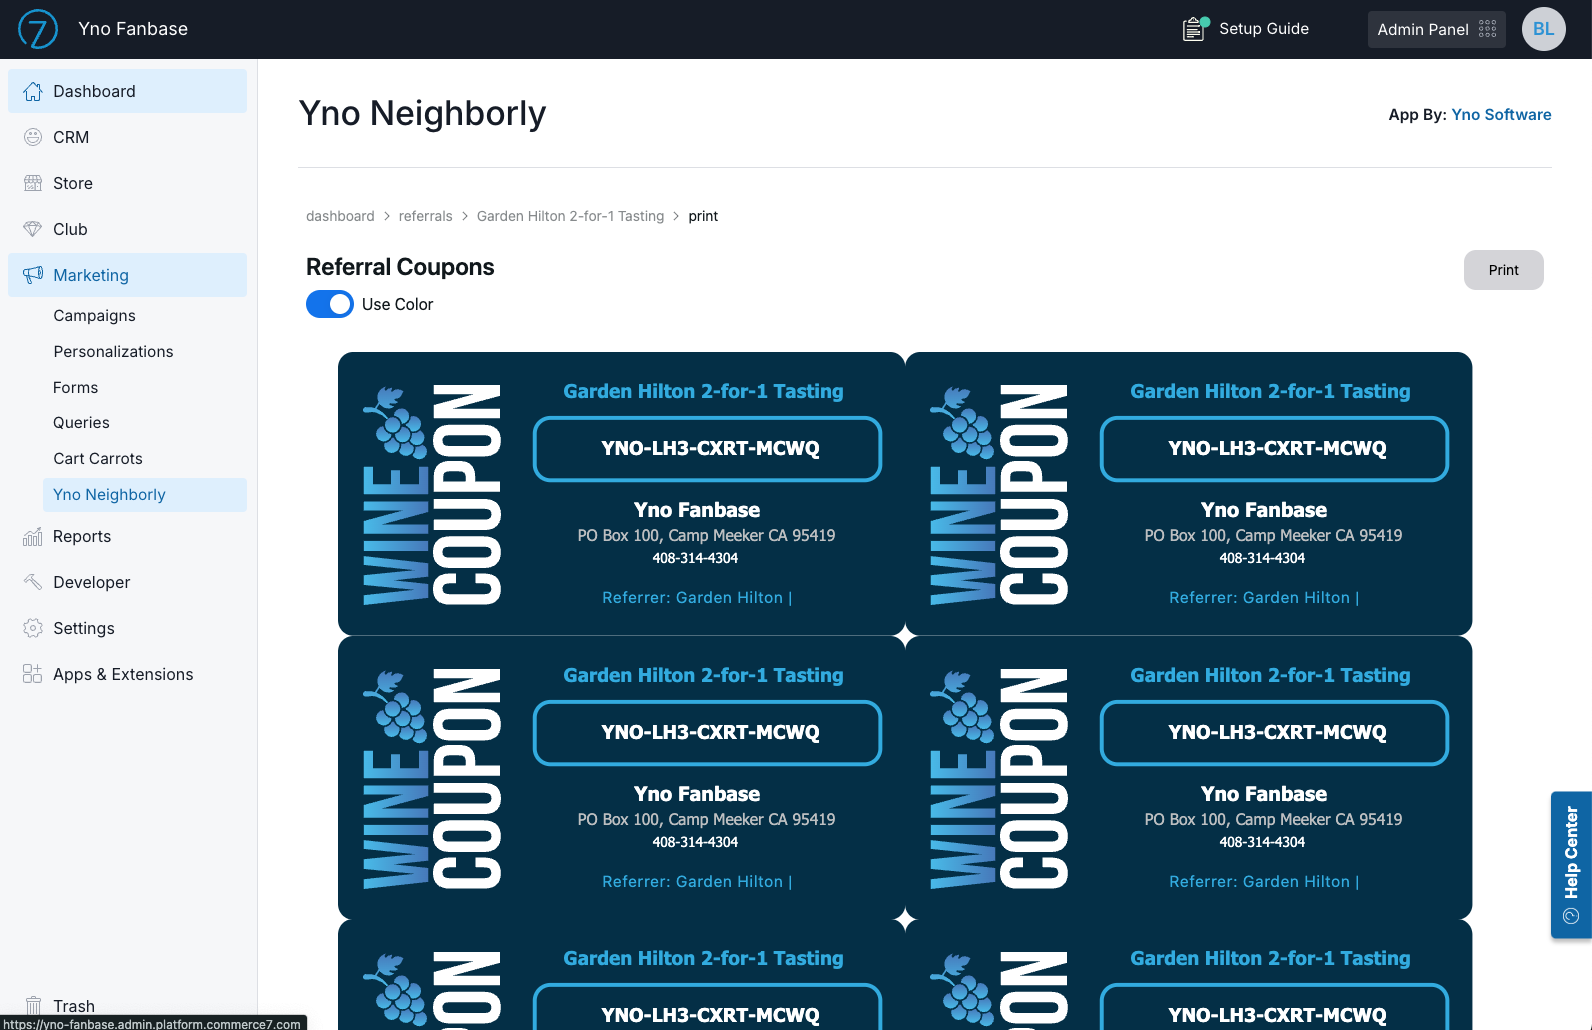 7 Yno Fanbase
Setup Guide
Admin Panel
BL
Dashboard
CRM
Store
Club
Marketing
Campaigns
Personalizations
Forms
Queries
Cart Carrots
Yno Neighborly
Reports
Developer
Settings
Apps & Extensions
Trash
https://yno-fanbase.admin.platform.commerce7.com
Yno Neighborly
App By: Yno Software
dashboard > referrals > Garden Hilton 2-for-1 Tasting > print
Referral Coupons
Print
Use Color
WINE
COUPON
Garden Hilton 2-for-1 Tasting
YNO-LH3-CXRT-MCWQ
Yno Fanbase
PO Box 100, Camp Meeker CA 95419
408-314-4304
Referrer: Garden Hilton |
WINE
COUPON
Garden Hilton 2-for-1 Tasting
YNO-LH3-CXRT-MCWQ
Yno Fanbase
PO Box 100, Camp Meeker CA 95419
408-314-4304
Referrer: Garden Hilton |
WINE
COUPON
Garden Hilton 2-for-1 Tasting
YNO-LH3-CXRT-MCWQ
Yno Fanbase
PO Box 100, Camp Meeker CA 95419
408-314-4304
Referrer: Garden Hilton |
WINE
COUPON
Garden Hilton 2-for-1 Tasting
YNO-LH3-CXRT-MCWQ
Yno Fanbase
PO Box 100, Camp Meeker CA 95419
408-314-4304
Referrer: Garden Hilton |
PON
Garden Hilton 2-for-1 Tasting
YNO-LH3-CXRT-MCWQ
PON
Garden Hilton 2-for-1 Tasting
YNO-LH3-CXRT-MCWQ
Help Center